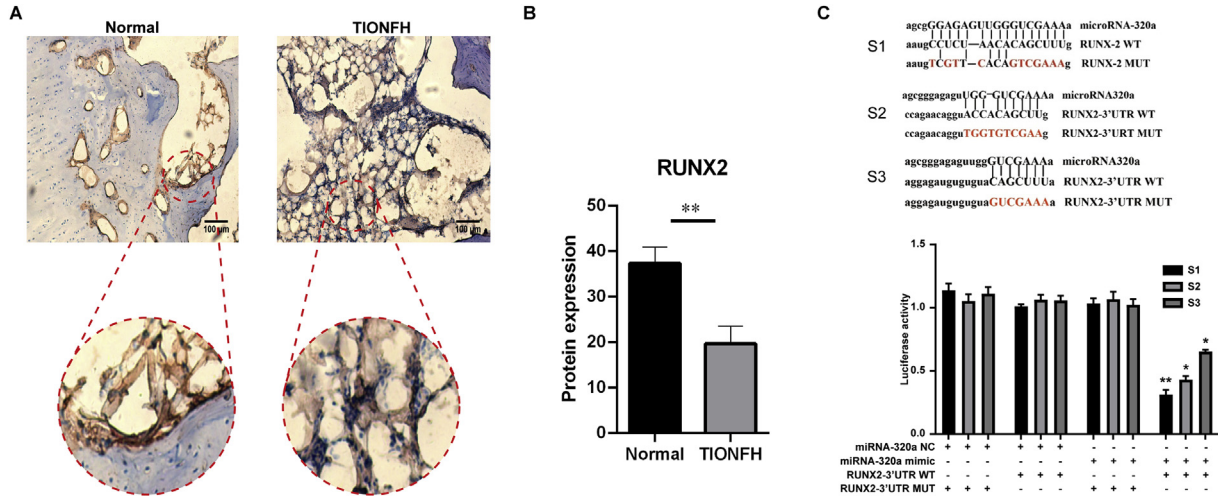 A
Normal
TIONFH
100 μm
100 μm
B
RUNX2
**
Protein expression
50
40
30
20
10
0
Normal
TIONFH
C
S1
agcgGGAGAGUUGGGUCGAAAa microRNA-320a
aaugCCUCU—AACACAGCUUUg RUNX-2 WT
aaugTCGTT—CACAGTCGAAAg RUNX-2 MUT
S2
agcgggagaguUGG–GUCGAAAa microRNA320a
ccagaacagguACCACAGCUUg RUNX2-3'UTR WT
ccagaacagguTGGTGTCGAAg RUNX2-3'URT MUT
S3
agcgggagaguuggGUCGAAAa microRNA320a
aggagauguguguaCAGCUUUa RUNX2-3'UTR WT
aggagauguguguaGUCGAAAa RUNX2-3'UTR MUT
Luciferase activity
1.5
1.0
0.5
0.0
S1
S2
S3
** * *
miRNA-320a NC + + + + + + - - - - - -
miRNA-320a mimic - - - - - - + + + + + +
RUNX2-3'UTR WT - - - + + + - - - + + +
RUNX2-3'UTR MUT + + + - - - + + + - - -